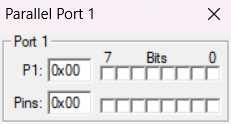 Parallel Port 1
Port 1
7 Bits 0
P1: 0x00
Pins: 0x00